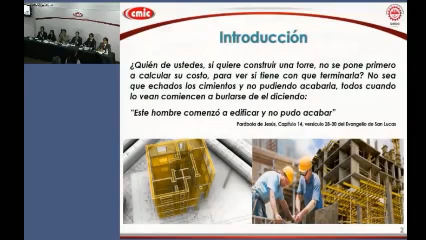 cmic
Introducción
¿Quién de ustedes, si quiere construir una torre, no se pone primero
a calcular su costo, para ver si tiene con que terminarla? No sea
que echados los cimientos y no pudiendo acabarla, todos cuando
lo vean comiencen a burlarse de el diciendo:
"Este hombre comenzó a edificar y no pudo acabar"
Parábola de Jesús, Capítulo 14, versículo 28-30 del Evangelio de San Lucas
2